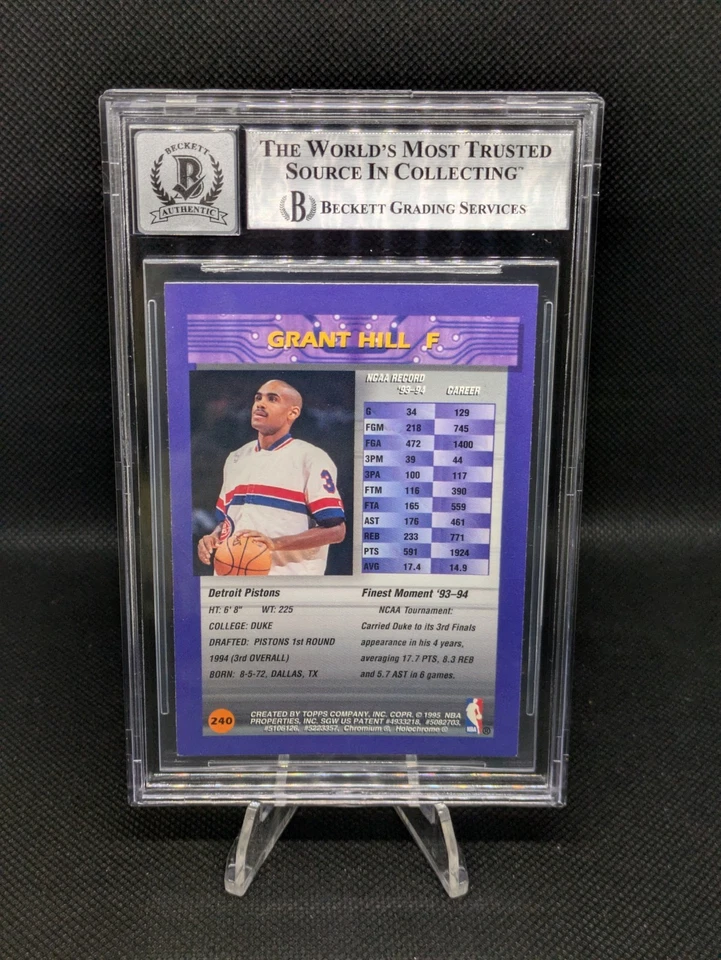 BECKETT
B
AUTHENTIC
THE WORLD'S MOST TRUSTED
SOURCE IN COLLECTING™
B BECKETT GRADING SERVICES
GRANT HILL F
NCAA RECORD
'93-94 CAREER
G 34 129
FGM 218 745
FGA 472 1400
3PM 39 44
3PA 100 117
FTM 116 390
FTA 165 559
AST 176 461
REB 233 771
PTS 591 1924
AVG 17.4 14.9
3
Detroit Pistons
HT: 6' 8" WT: 225
COLLEGE: DUKE
DRAFTED: PISTONS 1st ROUND
1994 (3rd OVERALL)
BORN: 8-5-72, DALLAS, TX
Finest Moment '93-94
NCAA Tournament:
Carried Duke to its 3rd Finals
appearance in his 4 years,
averaging 17.7 PTS, 8.3 REB
and 5.7 AST in 6 games.
240
CREATED BY TOPPS COMPANY, INC. COPR. © 1995 NBA
PROPERTIES, INC. SGW US PATENT #4933218, #5082703,
#5106126, #5223357, Chromium ®, Holochrome ®
NBA ®